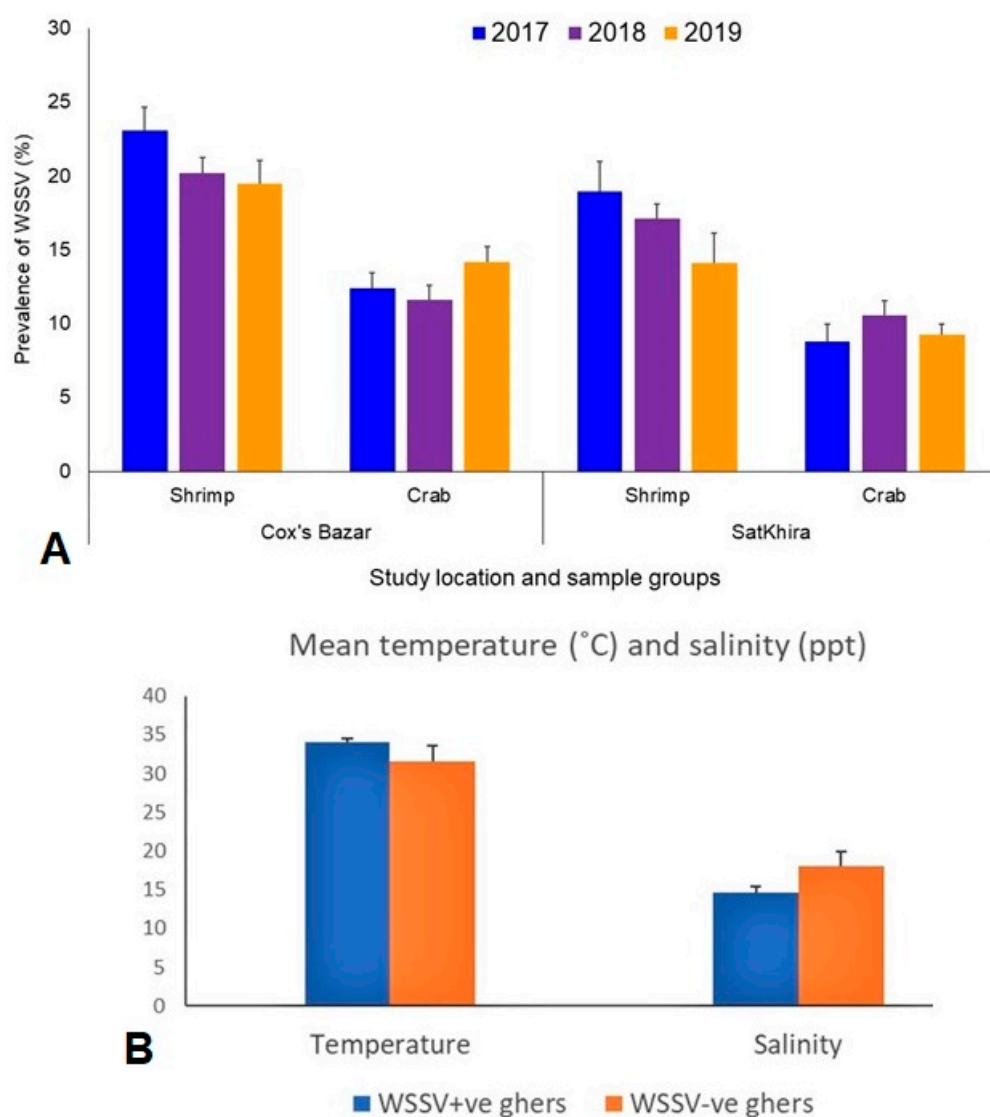 2017 2018 2019
30
25
20
15
10
5
0
Prevalence of WSSV (%)
Shrimp Crab Shrimp Crab
Cox's Bazar SatKhira
A
Study location and sample groups
Mean temperature (˚C) and salinity (ppt)
40
35
30
25
20
15
10
5
0
Temperature Salinity
B
WSSV+ve ghers WSSV-ve ghers